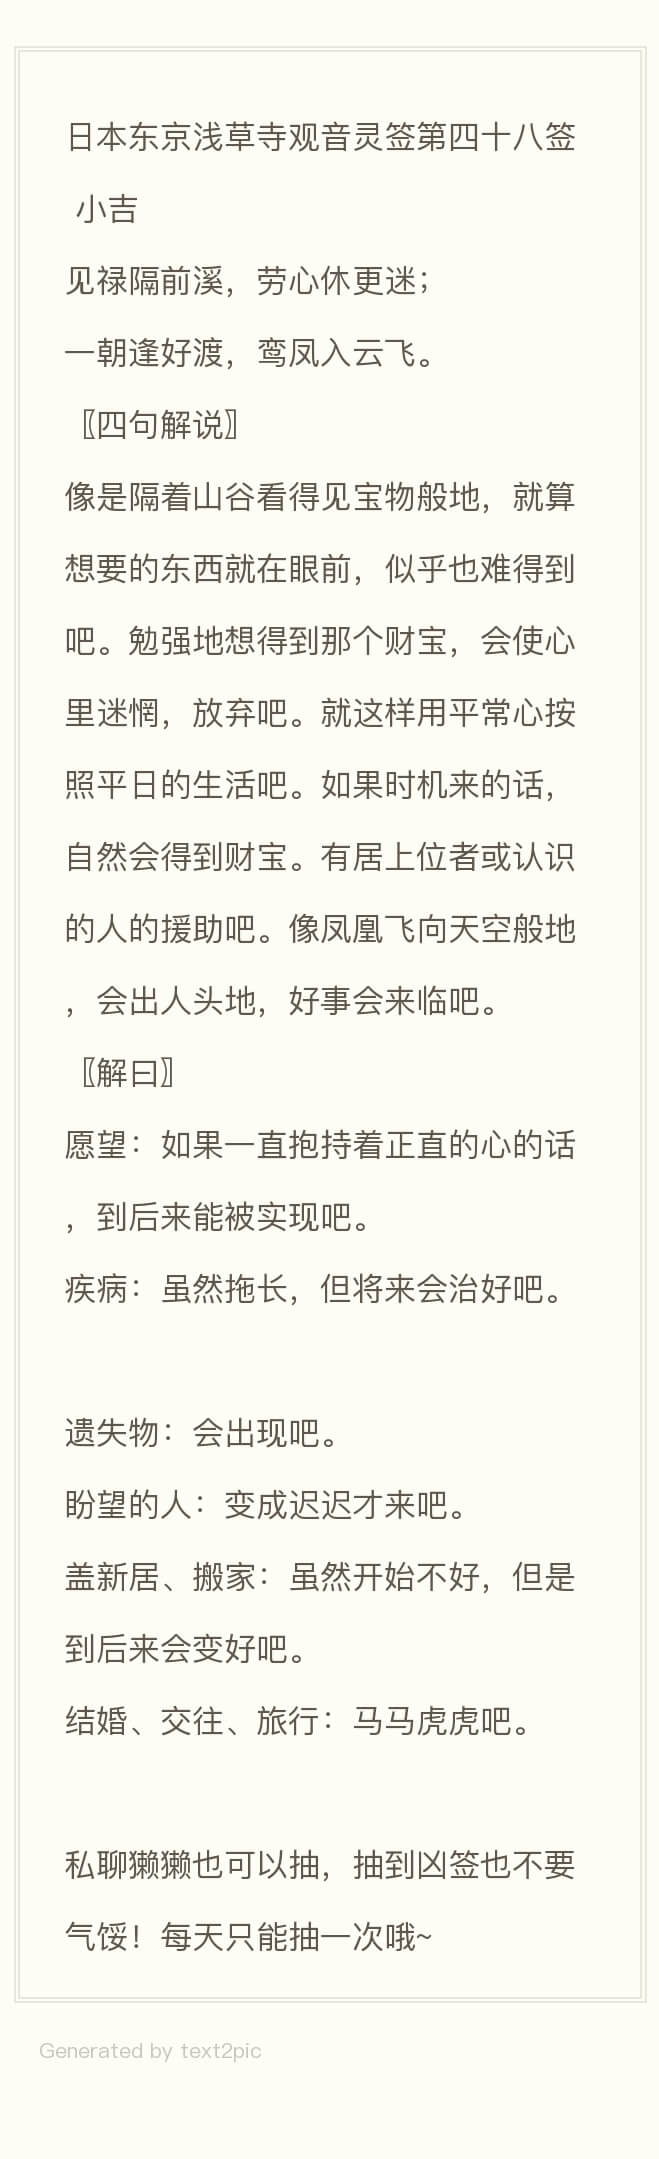 日本东京浅草寺观音灵签第四十八签
小吉
见禄隔前溪，劳心休更迷；
一朝逢好渡，鸾凤入云飞。
〖四句解说〗
像是隔着山谷看得见宝物般地，就算
想要的东西就在眼前，似乎也难得到
吧。勉强地想得到那个财宝，会使心
里迷惘，放弃吧。就这样用平常心按
照平日的生活吧。如果时机来的话，
自然会得到财宝。有居上位者或认识
的人的援助吧。像凤凰飞向天空般地
，会出人头地，好事会来临吧。
〖解曰〗
愿望：如果一直抱持着正直的心的话
，到后来能被实现吧。
疾病：虽然拖长，但将来会治好吧。
遗失物：会出现吧。
盼望的人：变成迟迟才来吧。
盖新居、搬家：虽然开始不好，但是
到后来会变好吧。
结婚、交往、旅行：马马虎虎吧。
私聊獭獭也可以抽，抽到凶签也不要
气馁！每天只能抽一次哦~
Generated by text2pic